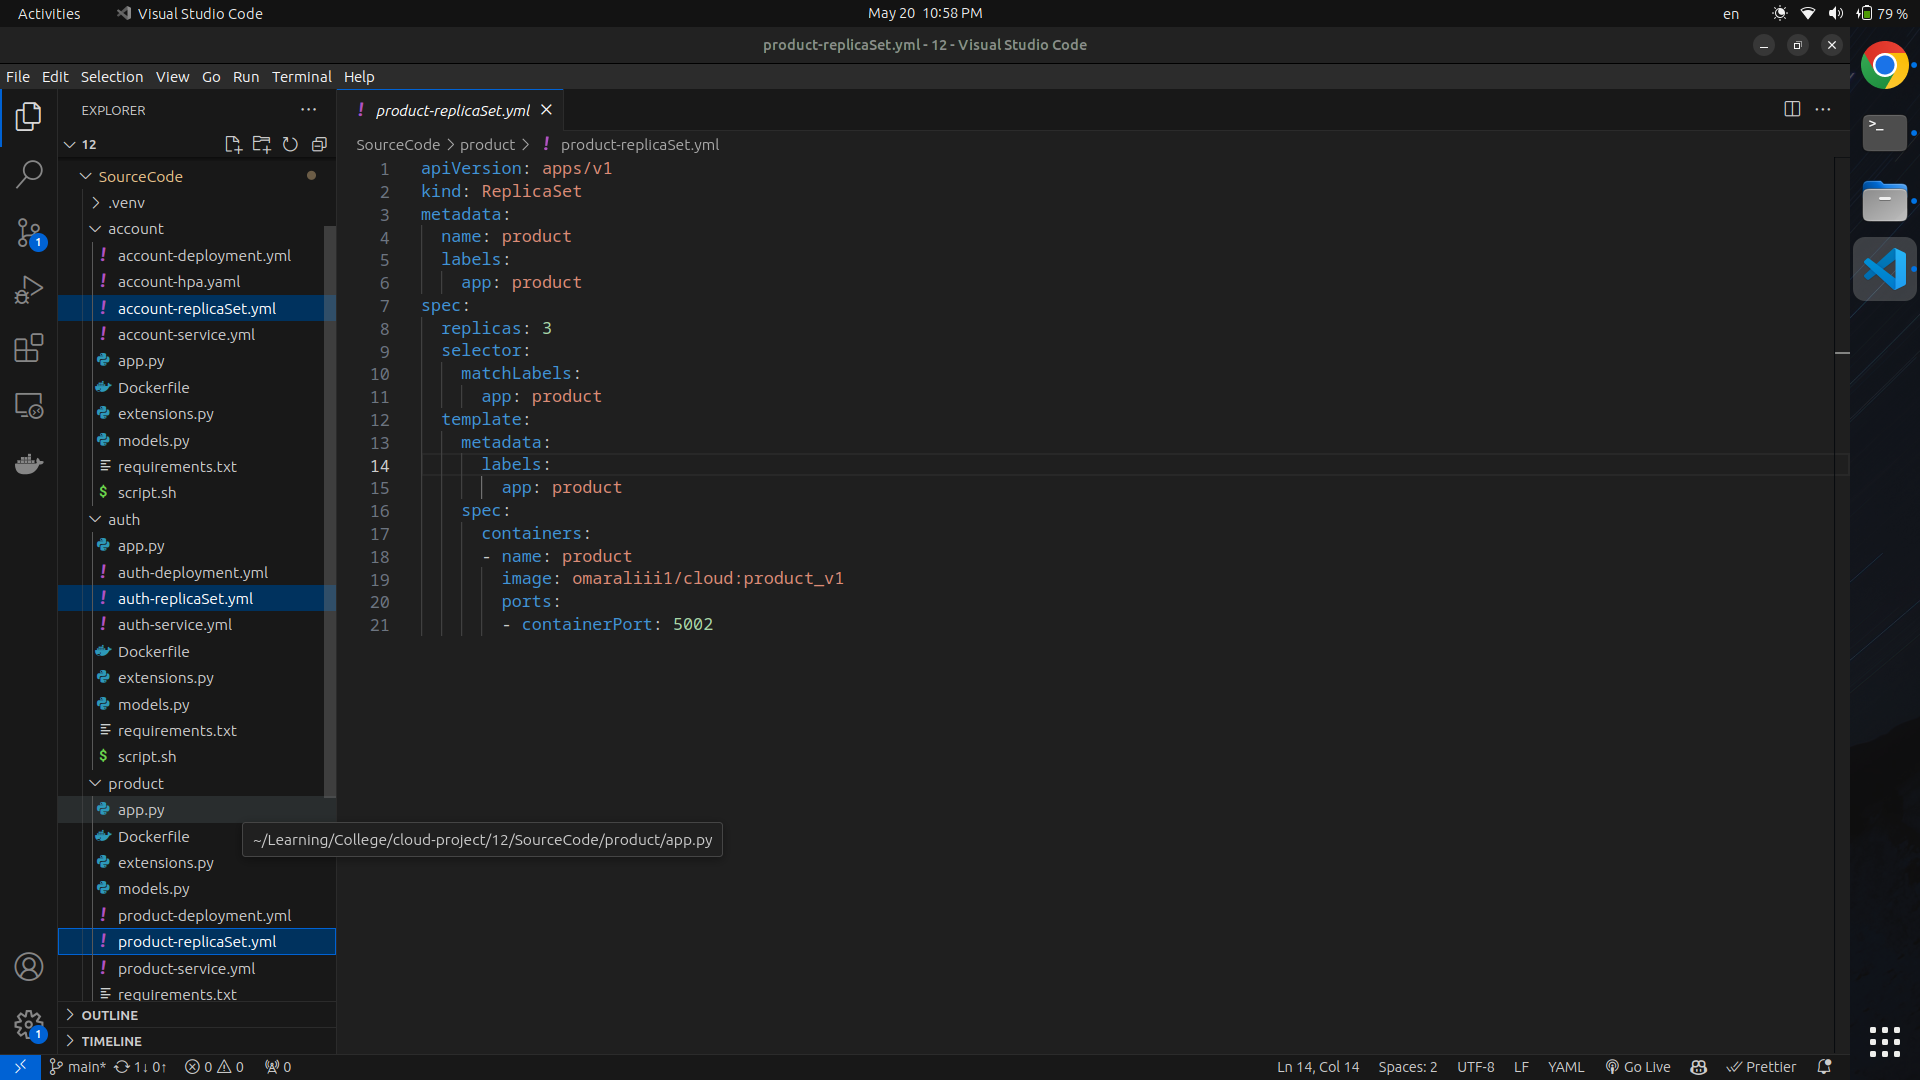 Activities
Visual Studio Code
May 20 10:58 PM
en
79 %
product-replicaSet.yml - 12 - Visual Studio Code
File Edit Selection View Go Run Terminal Help
EXPLORER
product-replicaSet.yml
12
SourceCode > product > ! product-replicaSet.yml
SourceCode
.venv
account
! account-deployment.yml
! account-hpa.yaml
! account-replicaSet.yml
! account-service.yml
app.py
Dockerfile
extensions.py
models.py
requirements.txt
$ script.sh
auth
app.py
! auth-deployment.yml
! auth-replicaSet.yml
! auth-service.yml
Dockerfile
extensions.py
models.py
requirements.txt
$ script.sh
product
app.py
Dockerfile
extensions.py
models.py
! product-deployment.yml
! product-replicaSet.yml
! product-service.yml
requirements.txt
OUTLINE
TIMELINE
1
1
1 apiVersion: apps/v1
2 kind: ReplicaSet
3 metadata:
4 name: product
5 labels:
6 app: product
7 spec:
8 replicas: 3
9 selector:
10 matchLabels:
11 app: product
12 template:
13 metadata:
14 labels:
15 app: product
16 spec:
17 containers:
18 - name: product
19 image: omaraliii1/cloud:product_v1
20 ports:
21 - containerPort: 5002
~/Learning/College/cloud-project/12/SourceCode/product/app.py
main* 1↓ 0↑ 0 0 0
Ln 14, Col 14 Spaces: 2 UTF-8 LF YAML Go Live Prettier